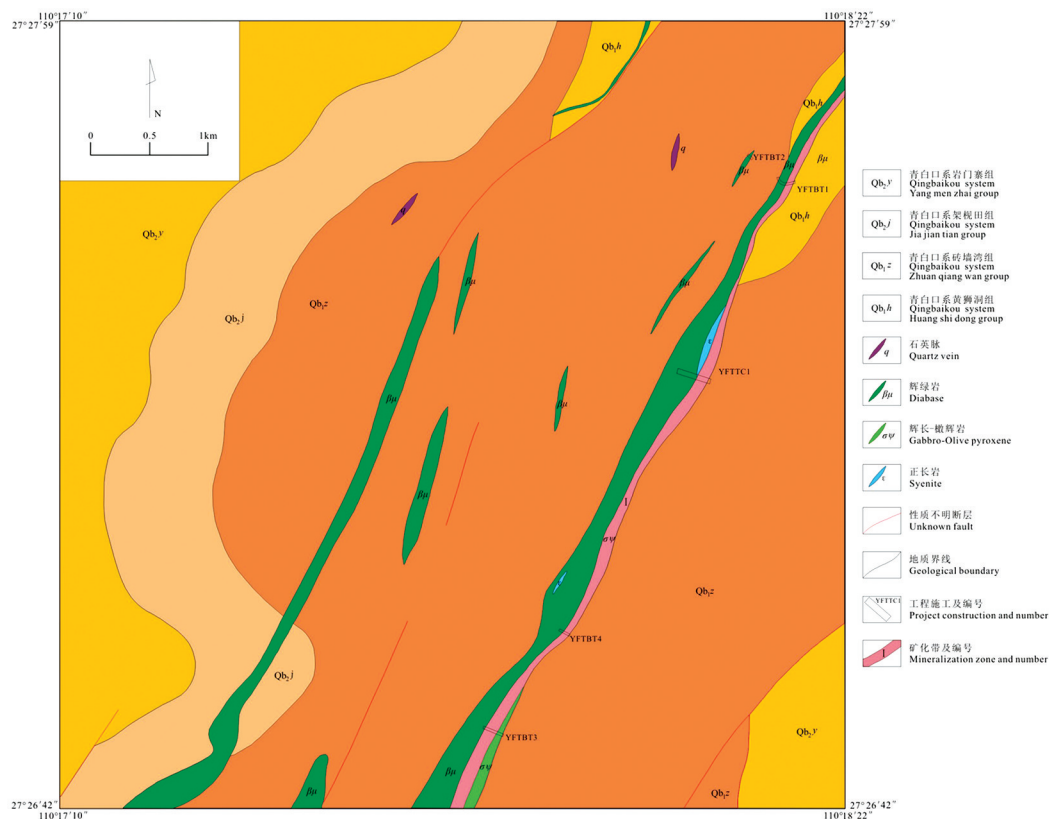 110°17′10″
110°18′22″
27°27′59″
27°27′59″
N
0 0.5 1km
Qb₁h
Qb₁h
q
YFTBT2
βμ
βμ
βμ
YFTBT1
q
Qb₁h
Qb₂y
βμ
βμ
Qb₁z
Qb₂j
ε
YFTTC1
βμ
βμ
βμ
I
σψ
Qb₁z
YFTBT4
Qb₂j
YFTBT3
Qb₂y
σψ
βμ
βμ
Qb₁z
27°26′42″
27°26′42″
110°17′10″
110°18′22″
Qb₂y
青白口系岩门寨组
Qingbaikou system
Yang men zhai group
Qb₂j
青白口系架枧田组
Qingbaikou system
Jia jian tian group
Qb₁z
青白口系砖墙湾组
Qingbaikou system
Zhuan qiang wan group
Qb₁h
青白口系黄狮洞组
Qingbaikou system
Huang shi dong group
q
石英脉
Quartz vein
βμ
辉绿岩
Diabase
σψ
辉长-橄辉岩
Gabbro-Olive pyroxene
ε
正长岩
Syenite
性质不明断层
Unknown fault
地质界线
Geological boundary
YFTTC1
工程施工及编号
Project construction and number
I
矿化带及编号
Mineralization zone and number